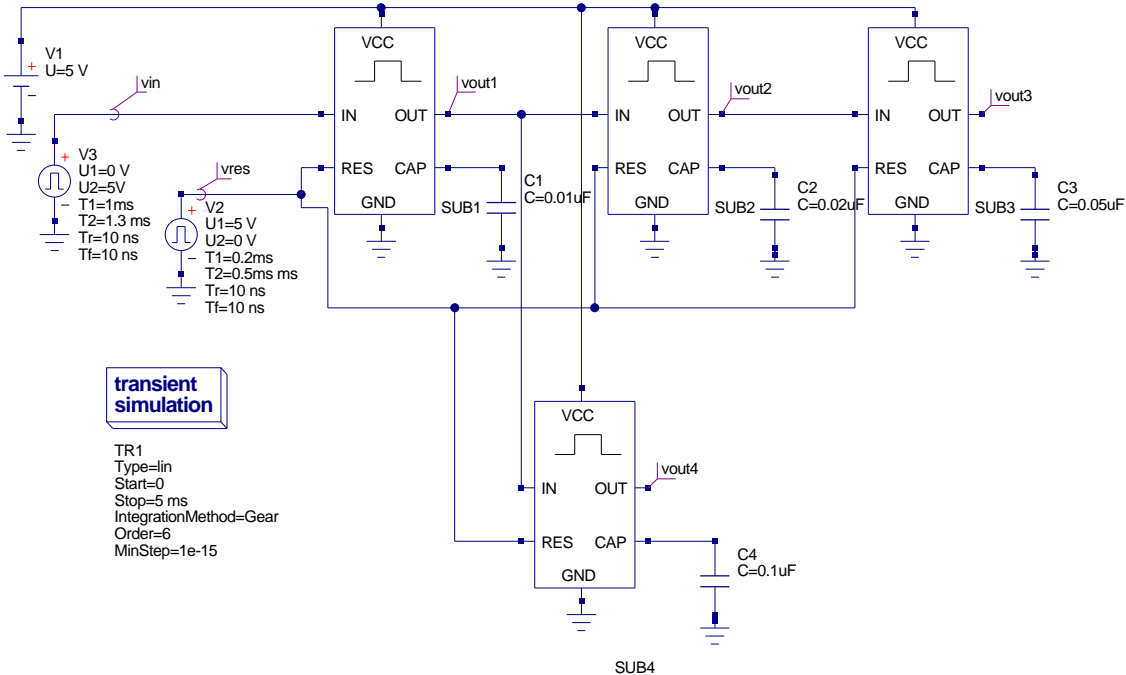 V1
U=5 V
+
−
vin
V3
+
U1=0 V
U2=5V
T1=1ms
−
T2=1.3 ms
Tr=10 ns
Tf=10 ns
vres
V2
+
U1=5 V
U2=0 V
T1=0.2ms
−
T2=0.5ms ms
Tr=10 ns
Tf=10 ns
VCC
IN
OUT
RES
CAP
GND
SUB1
vout1
C1
C=0.01uF
VCC
IN
OUT
RES
CAP
GND
SUB2
vout2
C2
C=0.02uF
VCC
IN
OUT
RES
CAP
GND
SUB3
vout3
C3
C=0.05uF
transient
simulation
TR1
Type=lin
Start=0
Stop=5 ms
IntegrationMethod=Gear
Order=6
MinStep=1e-15
VCC
IN
OUT
RES
CAP
GND
vout4
C4
C=0.1uF
SUB4